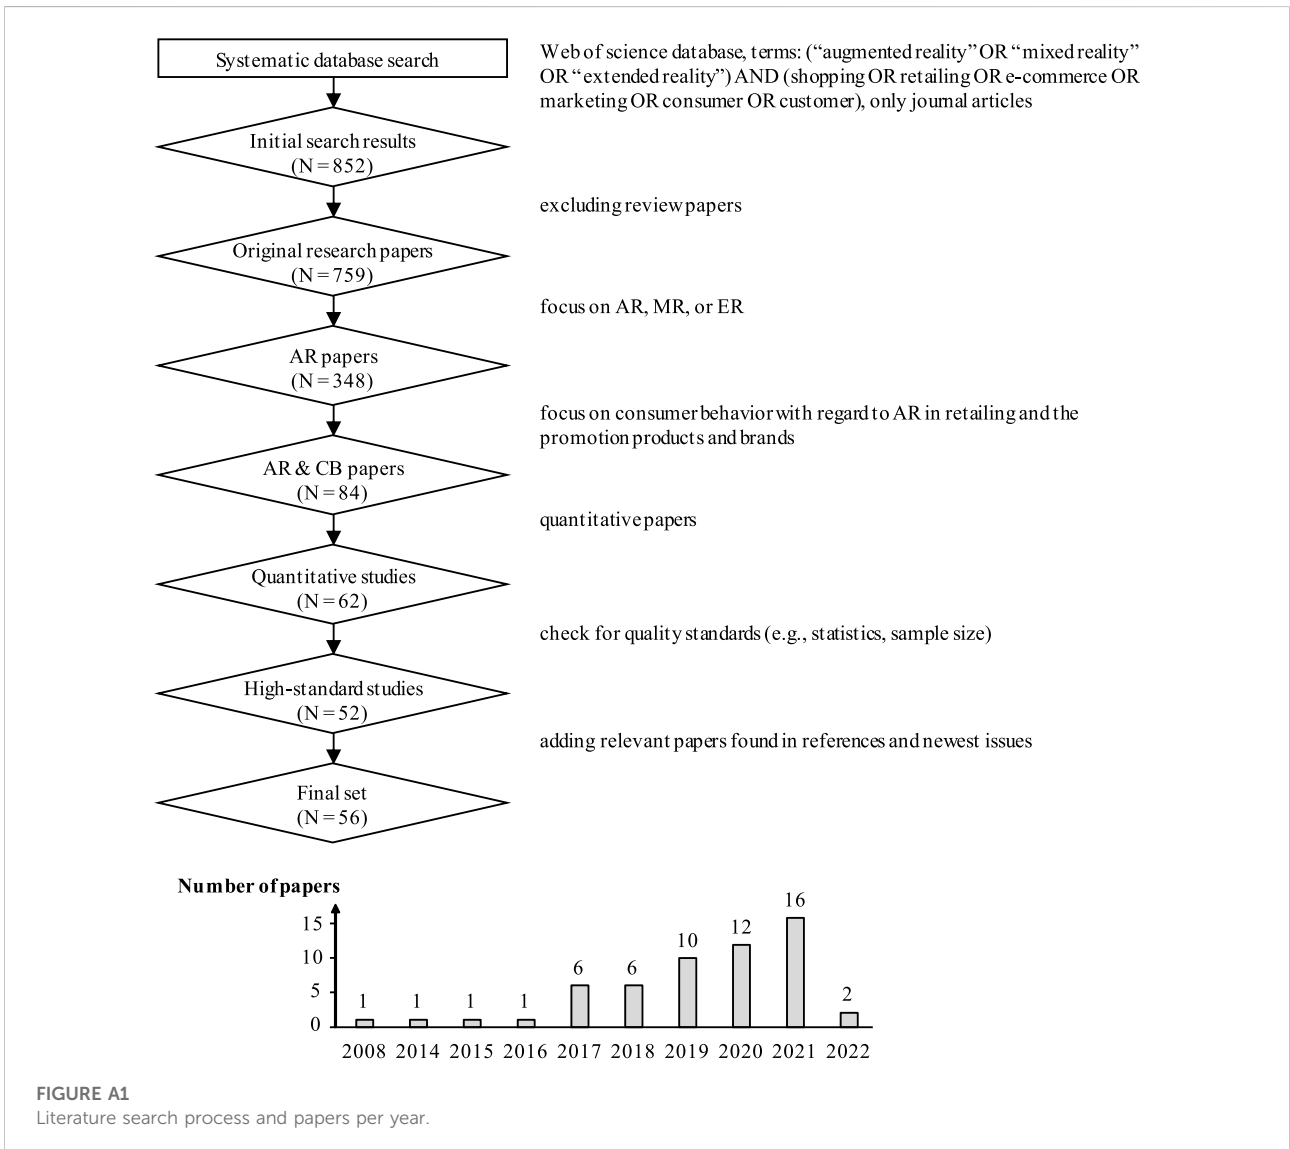 Systematic database search
Web of science database, terms: (“augmented reality” OR “mixed reality”
OR “extended reality”) AND (shopping OR retailing OR e-commerce OR
marketing OR consumer OR customer), only journal articles
Initial search results
(N = 852)
excluding review papers
Original research papers
(N = 759)
focus on AR, MR, or ER
AR papers
(N = 348)
focus on consumer behavior with regard to AR in retailing and the
promotion products and brands
AR & CB papers
(N = 84)
quantitative papers
Quantitative studies
(N = 62)
check for quality standards (e.g., statistics, sample size)
High-standard studies
(N = 52)
adding relevant papers found in references and newest issues
Final set
(N = 56)
Number of papers
15
10
5
0
1 1 1 1 6 6 10 12 16 2
2008 2014 2015 2016 2017 2018 2019 2020 2021 2022
FIGURE A1
Literature search process and papers per year.